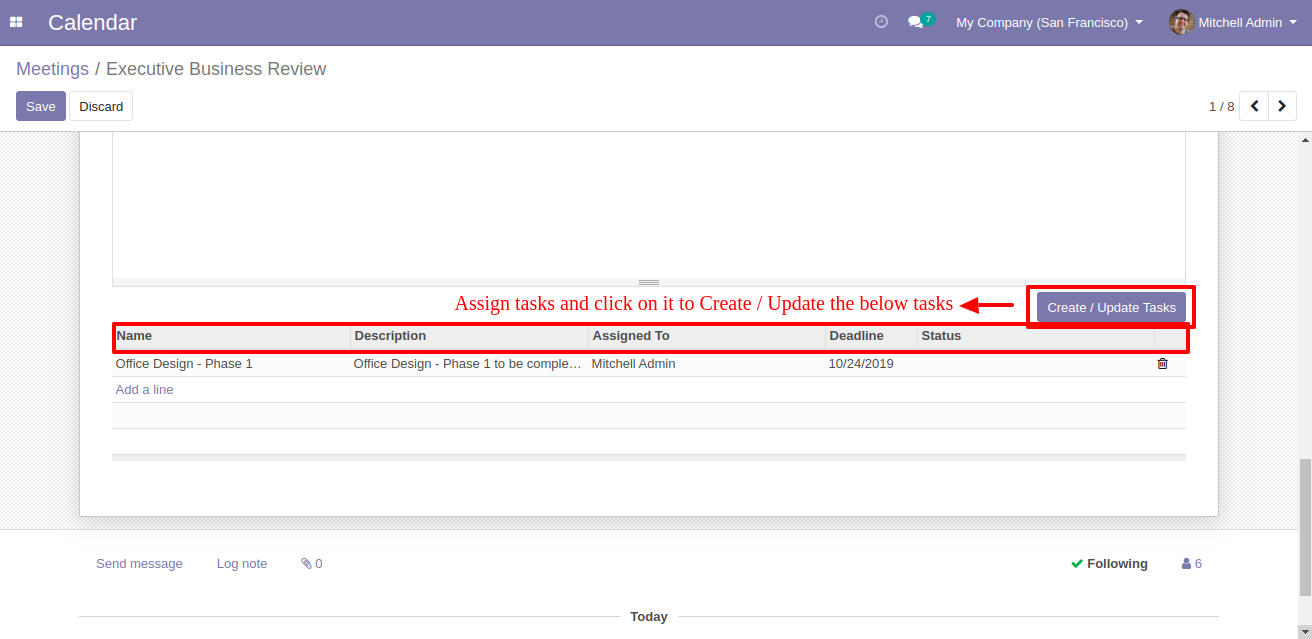 Calendar 7 My Company (San Francisco) Mitchell Admin
Meetings / Executive Business Review
Save Discard 1 / 8
Assign tasks and click on it to Create / Update the below tasks Create / Update Tasks
Name Description Assigned To Deadline Status
Office Design - Phase 1 Office Design - Phase 1 to be comple... Mitchell Admin 10/24/2019
Add a line
Send message Log note 0 Following 6
Today